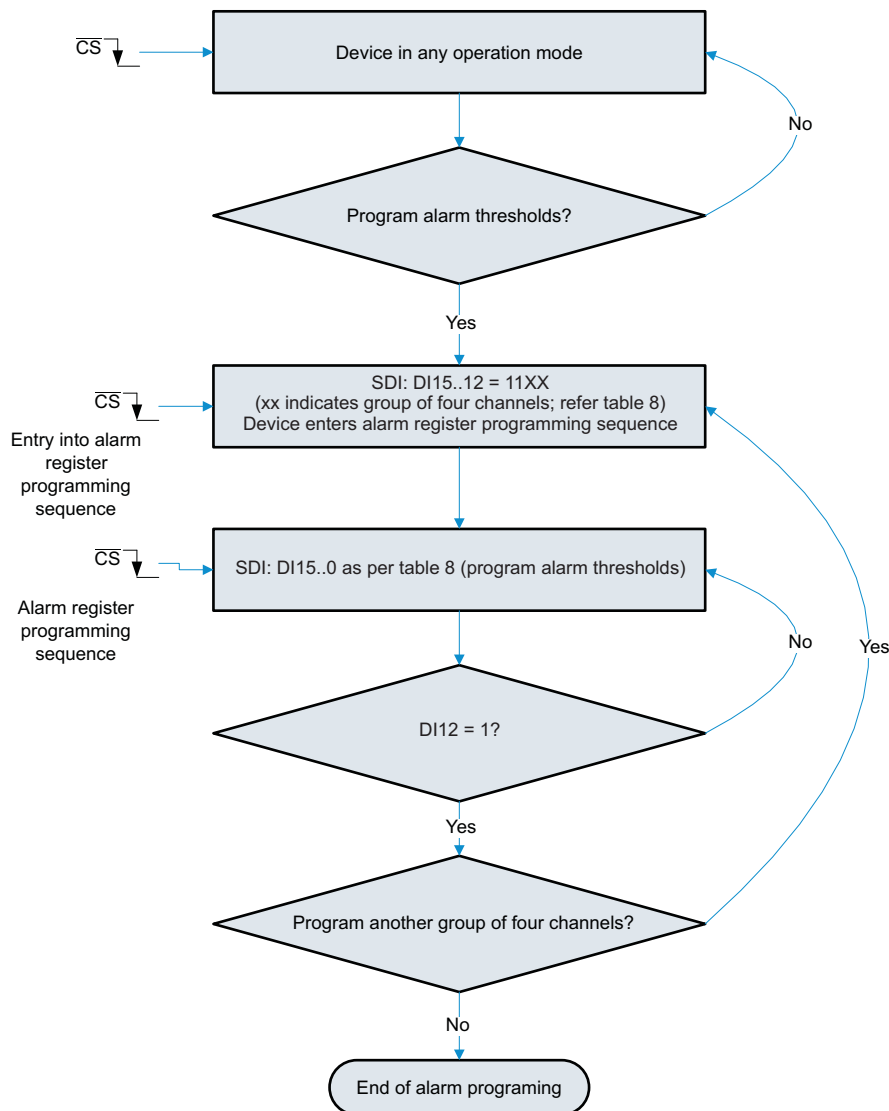 CS
Device in any operation mode
No
Program alarm thresholds?
Yes
SDI: DI15..12 = 11XX
(xx indicates group of four channels; refer table 8)
Device enters alarm register programming sequence
CS
Entry into alarm
register
programming
sequence
CS
SDI: DI15..0 as per table 8 (program alarm thresholds)
Alarm register
programming
sequence
No
Yes
DI12 = 1?
Yes
Program another group of four channels?
No
End of alarm programing